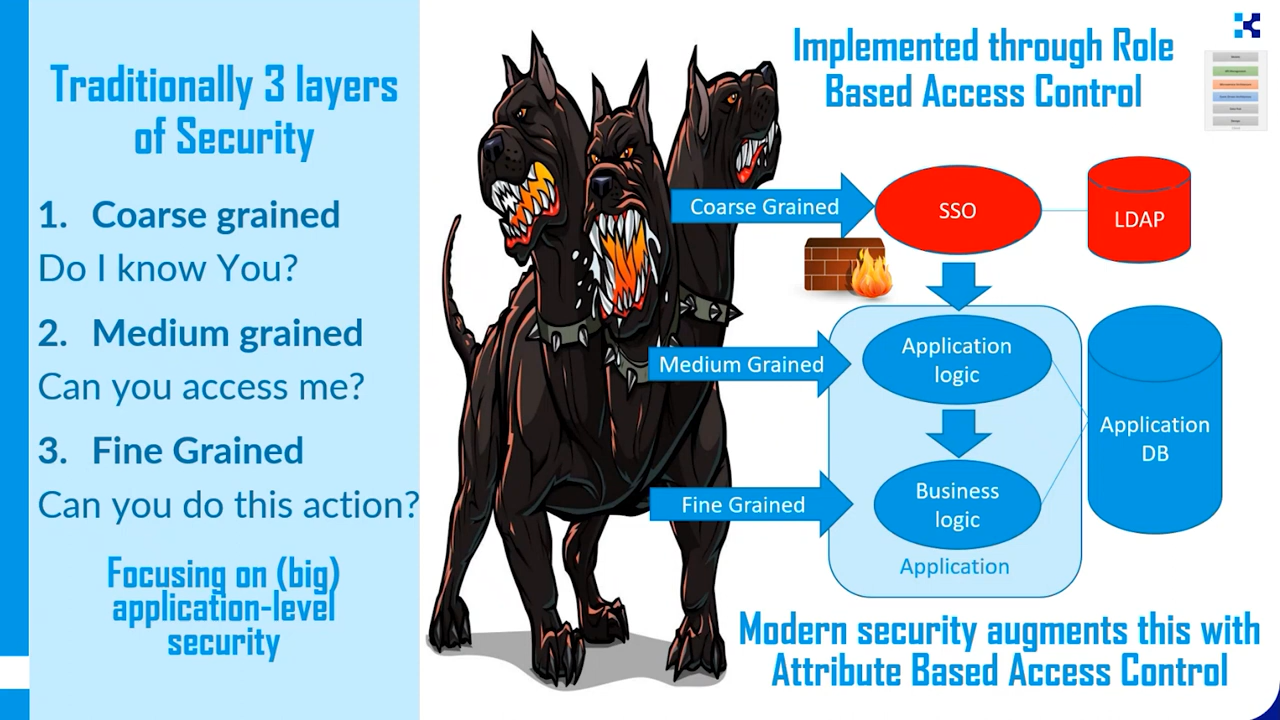 Traditionally 3 layers
of Security
1. Coarse grained
Do I know You?
2. Medium grained
Can you access me?
3. Fine Grained
Can you do this action?
Focusing on (big)
application-level
security
Implemented through Role
Based Access Control
Coarse Grained
SSO
LDAP
Medium Grained
Application
logic
Application
DB
Fine Grained
Business
logic
Application
Modern security augments this with
Attribute Based Access Control